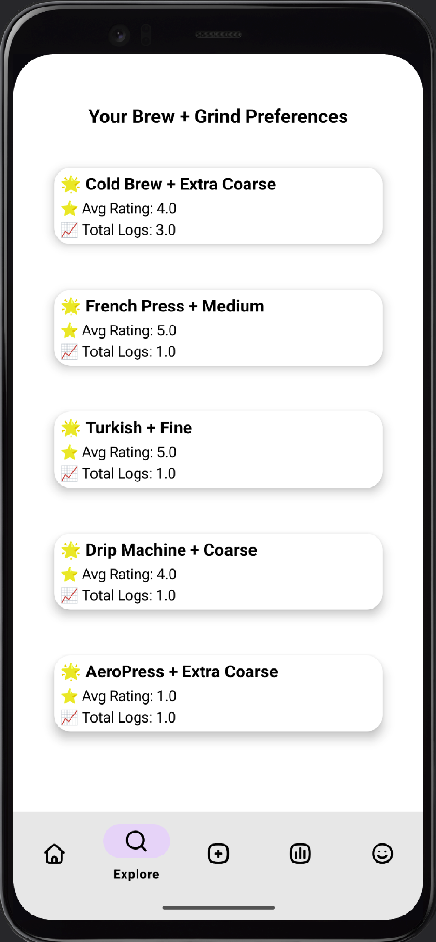 Your Brew + Grind Preferences
🌟 Cold Brew + Extra Coarse
⭐ Avg Rating: 4.0
📈 Total Logs: 3.0
🌟 French Press + Medium
⭐ Avg Rating: 5.0
📈 Total Logs: 1.0
🌟 Turkish + Fine
⭐ Avg Rating: 5.0
📈 Total Logs: 1.0
🌟 Drip Machine + Coarse
⭐ Avg Rating: 4.0
📈 Total Logs: 1.0
🌟 AeroPress + Extra Coarse
⭐ Avg Rating: 1.0
📈 Total Logs: 1.0
Explore